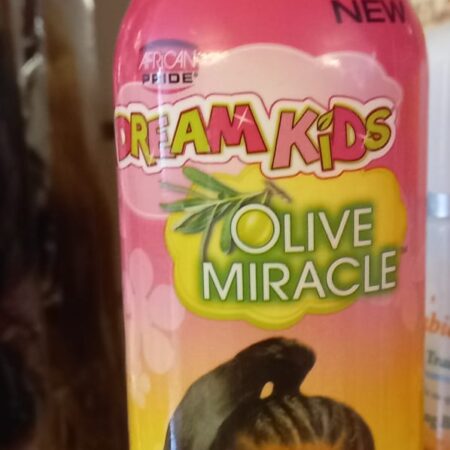 NEW
AFRICAN
PRIDE®
DREAM KIDS
OLIVE
MIRACLE